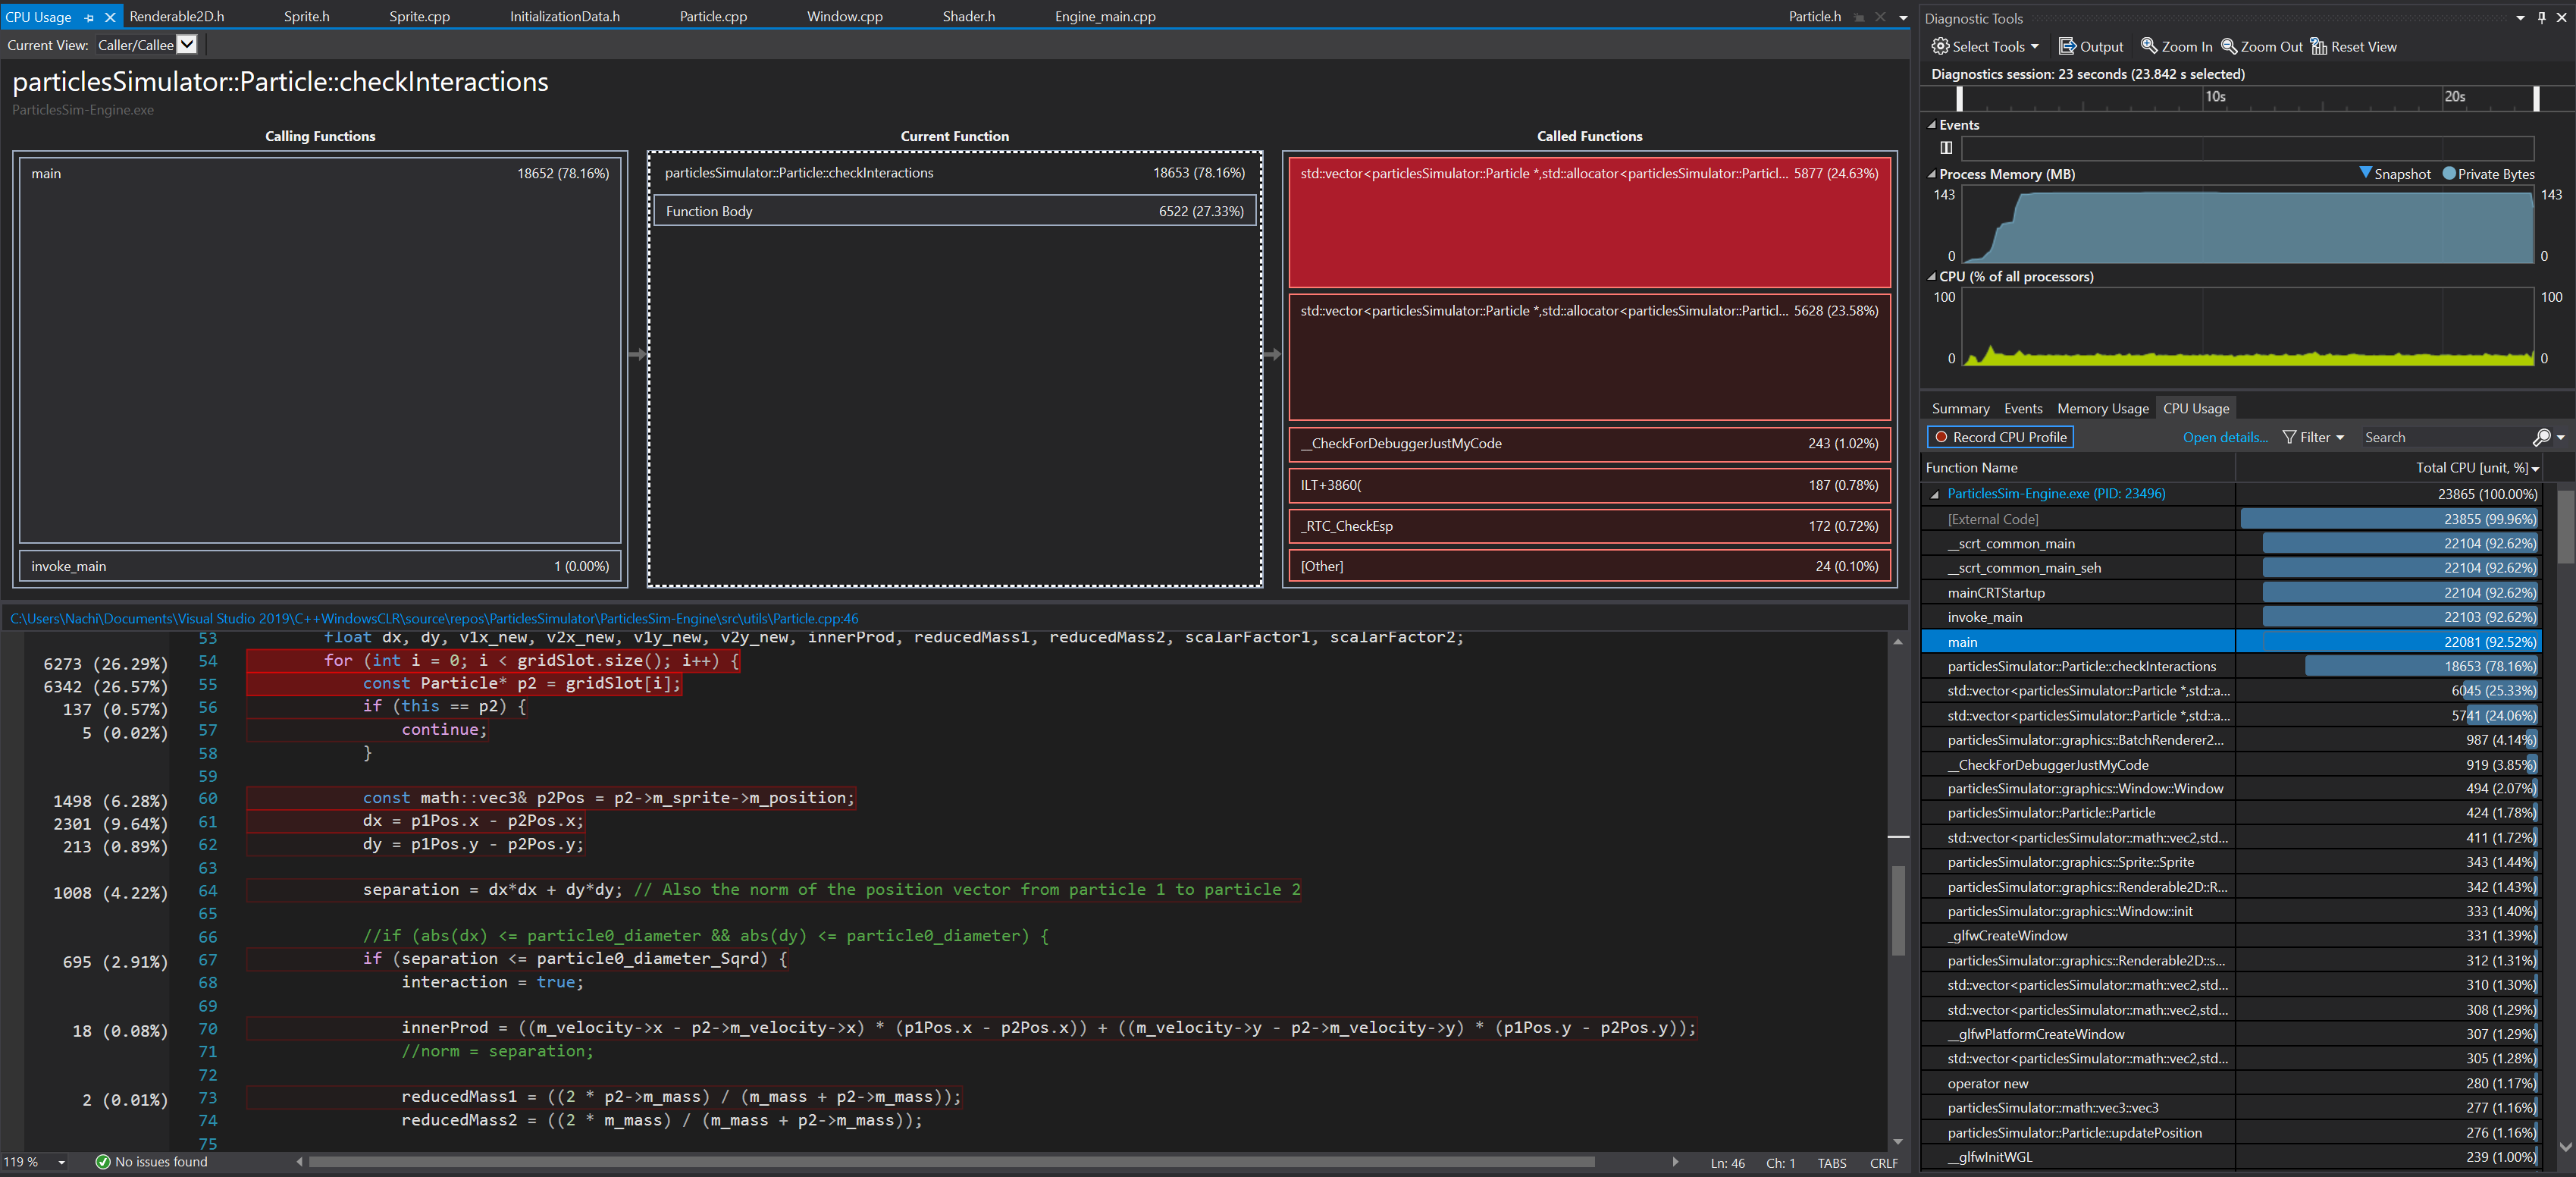 CPU Usage
Renderable2D.h
Sprite.h
Sprite.cpp
InitializationData.h
Particle.cpp
Window.cpp
Shader.h
Engine_main.cpp
Particle.h
Current View: Caller/Callee
particlesSimulator::Particle::checkInteractions
ParticlesSim-Engine.exe
Calling Functions
main 18652 (78.16%)
invoke_main 1 (0.00%)
Current Function
particlesSimulator::Particle::checkInteractions 18653 (78.16%)
Function Body 6522 (27.33%)
Called Functions
std::vector<particlesSimulator::Particle *,std::allocator<particlesSimulator::Particl... 5877 (24.63%)
std::vector<particlesSimulator::Particle *,std::allocator<particlesSimulator::Particl... 5628 (23.58%)
__CheckForDebuggerJustMyCode 243 (1.02%)
ILT+3860( 187 (0.78%)
_RTC_CheckEsp 172 (0.72%)
[Other] 24 (0.10%)
C:\Users\Nachi\Documents\Visual Studio 2019\C++WindowsCLR\source\repos\ParticlesSimulator\ParticlesSim-Engine\src\utils\Particle.cpp:46
53 float dx, dy, v1x_new, v2x_new, v1y_new, v2y_new, innerProd, reducedMass1, reducedMass2, scalarFactor1, scalarFactor2;
6273 (26.29%) 54 for (int i = 0; i < gridSlot.size(); i++) {
6342 (26.57%) 55 const Particle* p2 = gridSlot[i];
137 (0.57%) 56 if (this == p2) {
5 (0.02%) 57 continue;
58 }
59
1498 (6.28%) 60 const math::vec3& p2Pos = p2->m_sprite->m_position;
2301 (9.64%) 61 dx = p1Pos.x - p2Pos.x;
213 (0.89%) 62 dy = p1Pos.y - p2Pos.y;
63
1008 (4.22%) 64 separation = dx*dx + dy*dy; // Also the norm of the position vector from particle 1 to particle 2
65
66 //if (abs(dx) <= particle0_diameter && abs(dy) <= particle0_diameter) {
695 (2.91%) 67 if (separation <= particle0_diameter_Sqrd) {
68 interaction = true;
69
18 (0.08%) 70 innerProd = ((m_velocity->x - p2->m_velocity->x) * (p1Pos.x - p2Pos.x)) + ((m_velocity->y - p2->m_velocity->y) * (p1Pos.y - p2Pos.y));
71 //norm = separation;
72
2 (0.01%) 73 reducedMass1 = ((2 * p2->m_mass) / (m_mass + p2->m_mass));
74 reducedMass2 = ((2 * m_mass) / (m_mass + p2->m_mass));
75
119 % No issues found Ln: 46 Ch: 1 TABS CRLF
Diagnostic Tools
Select Tools Output Zoom In Zoom Out Reset View
Diagnostics session: 23 seconds (23.842 s selected)
10s 20s
Events
Process Memory (MB) Snapshot Private Bytes
143 143
0 0
CPU (% of all processors)
100 100
0 0
Summary Events Memory Usage CPU Usage
Record CPU Profile Open details... Filter Search
Function Name Total CPU [unit, %]
ParticlesSim-Engine.exe (PID: 23496) 23865 (100.00%)
[External Code] 23855 (99.96%)
__scrt_common_main 22104 (92.62%)
__scrt_common_main_seh 22104 (92.62%)
mainCRTStartup 22104 (92.62%)
invoke_main 22103 (92.62%)
main 22081 (92.52%)
particlesSimulator::Particle::checkInteractions 18653 (78.16%)
std::vector<particlesSimulator::Particle *,std::a... 6045 (25.33%)
std::vector<particlesSimulator::Particle *,std::a... 5741 (24.06%)
particlesSimulator::graphics::BatchRenderer2... 987 (4.14%)
__CheckForDebuggerJustMyCode 919 (3.85%)
particlesSimulator::graphics::Window::Window 494 (2.07%)
particlesSimulator::Particle::Particle 424 (1.78%)
std::vector<particlesSimulator::math::vec2,std... 411 (1.72%)
particlesSimulator::graphics::Sprite::Sprite 343 (1.44%)
particlesSimulator::graphics::Renderable2D::R... 342 (1.43%)
particlesSimulator::graphics::Window::init 333 (1.40%)
_glfwCreateWindow 331 (1.39%)
particlesSimulator::graphics::Renderable2D::s... 312 (1.31%)
std::vector<particlesSimulator::math::vec2,std... 310 (1.30%)
std::vector<particlesSimulator::math::vec2,std... 308 (1.29%)
__glfwPlatformCreateWindow 307 (1.29%)
std::vector<particlesSimulator::math::vec2,std... 305 (1.28%)
operator new 280 (1.17%)
particlesSimulator::math::vec3::vec3 277 (1.16%)
particlesSimulator::Particle::updatePosition 276 (1.16%)
__glfwInitWGL 239 (1.00%)